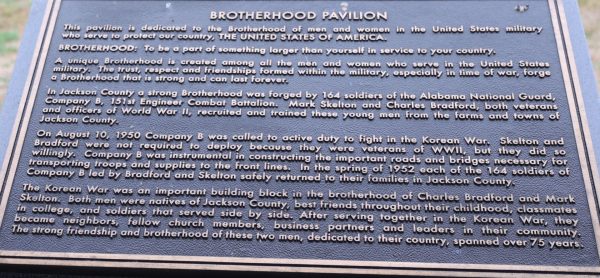 BROTHERHOOD PAVILION
This pavilion is dedicated to the Brotherhood of men and women in the United States military
who serve to protect our country, THE UNITED STATES OF AMERICA.
BROTHERHOOD: To be a part of something larger than yourself in service to your country.
A unique Brotherhood is created among all the men and women who serve in the United States
military. The trust, respect and friendships formed within the military, especially in time of war, forge
a Brotherhood that is strong and can last forever.
In Jackson County a strong Brotherhood was forged by 164 soldiers of the Alabama National Guard,
Company B, 151st Engineer Combat Battalion. Mark Skelton and Charles Bradford, both veterans
and officers of World War II, recruited and trained these young men from the farms and towns of
Jackson County.
On August 10, 1950 Company B was called to active duty to fight in the Korean War. Skelton and
Bradford were not required to deploy because they were veterans of WWII, but they did so
willingly. Company B was instrumental in constructing the important roads and bridges necessary for
transporting troops and supplies to the front lines. In the spring of 1952 each of the 164 soldiers of
Company B led by Bradford and Skelton safely returned to their families in Jackson County.
The Korean War was an important building block in the brotherhood of Charles Bradford and Mark
Skelton. Both men were natives of Jackson County, best friends throughout their childhood, classmates
in college, and soldiers that served side by side. After serving together in the Korean War, they
became neighbors, fellow church members, business partners and leaders in their community.
The strong friendship and brotherhood of these two men, dedicated to their country, spanned over 75 years.